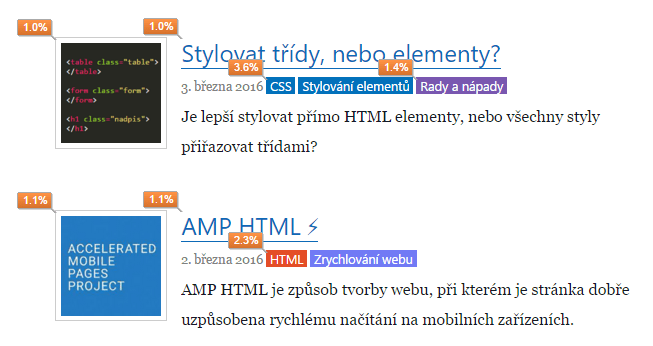 1.0%
1.0%
Stylovat třídy, nebo elementy?
3.6%
1.4%
3. března 2016 CSS Stylování elementů Rady a nápady
Je lepší stylovat přímo HTML elementy, nebo všechny styly
přiřazovat třídami?
<table class="table">
</table>
<form class="form">
</form>
<h1 class="nadpis">
</h1>
1.1%
1.1%
AMP HTML ⚡
2.3%
2. března 2016 HTML Zrychlování webu
AMP HTML je způsob tvorby webu, při kterém je stránka dobře
uzpůsobena rychlému načítání na mobilních zařízeních.
ACCELERATED
MOBILE
PAGES
PROJECT